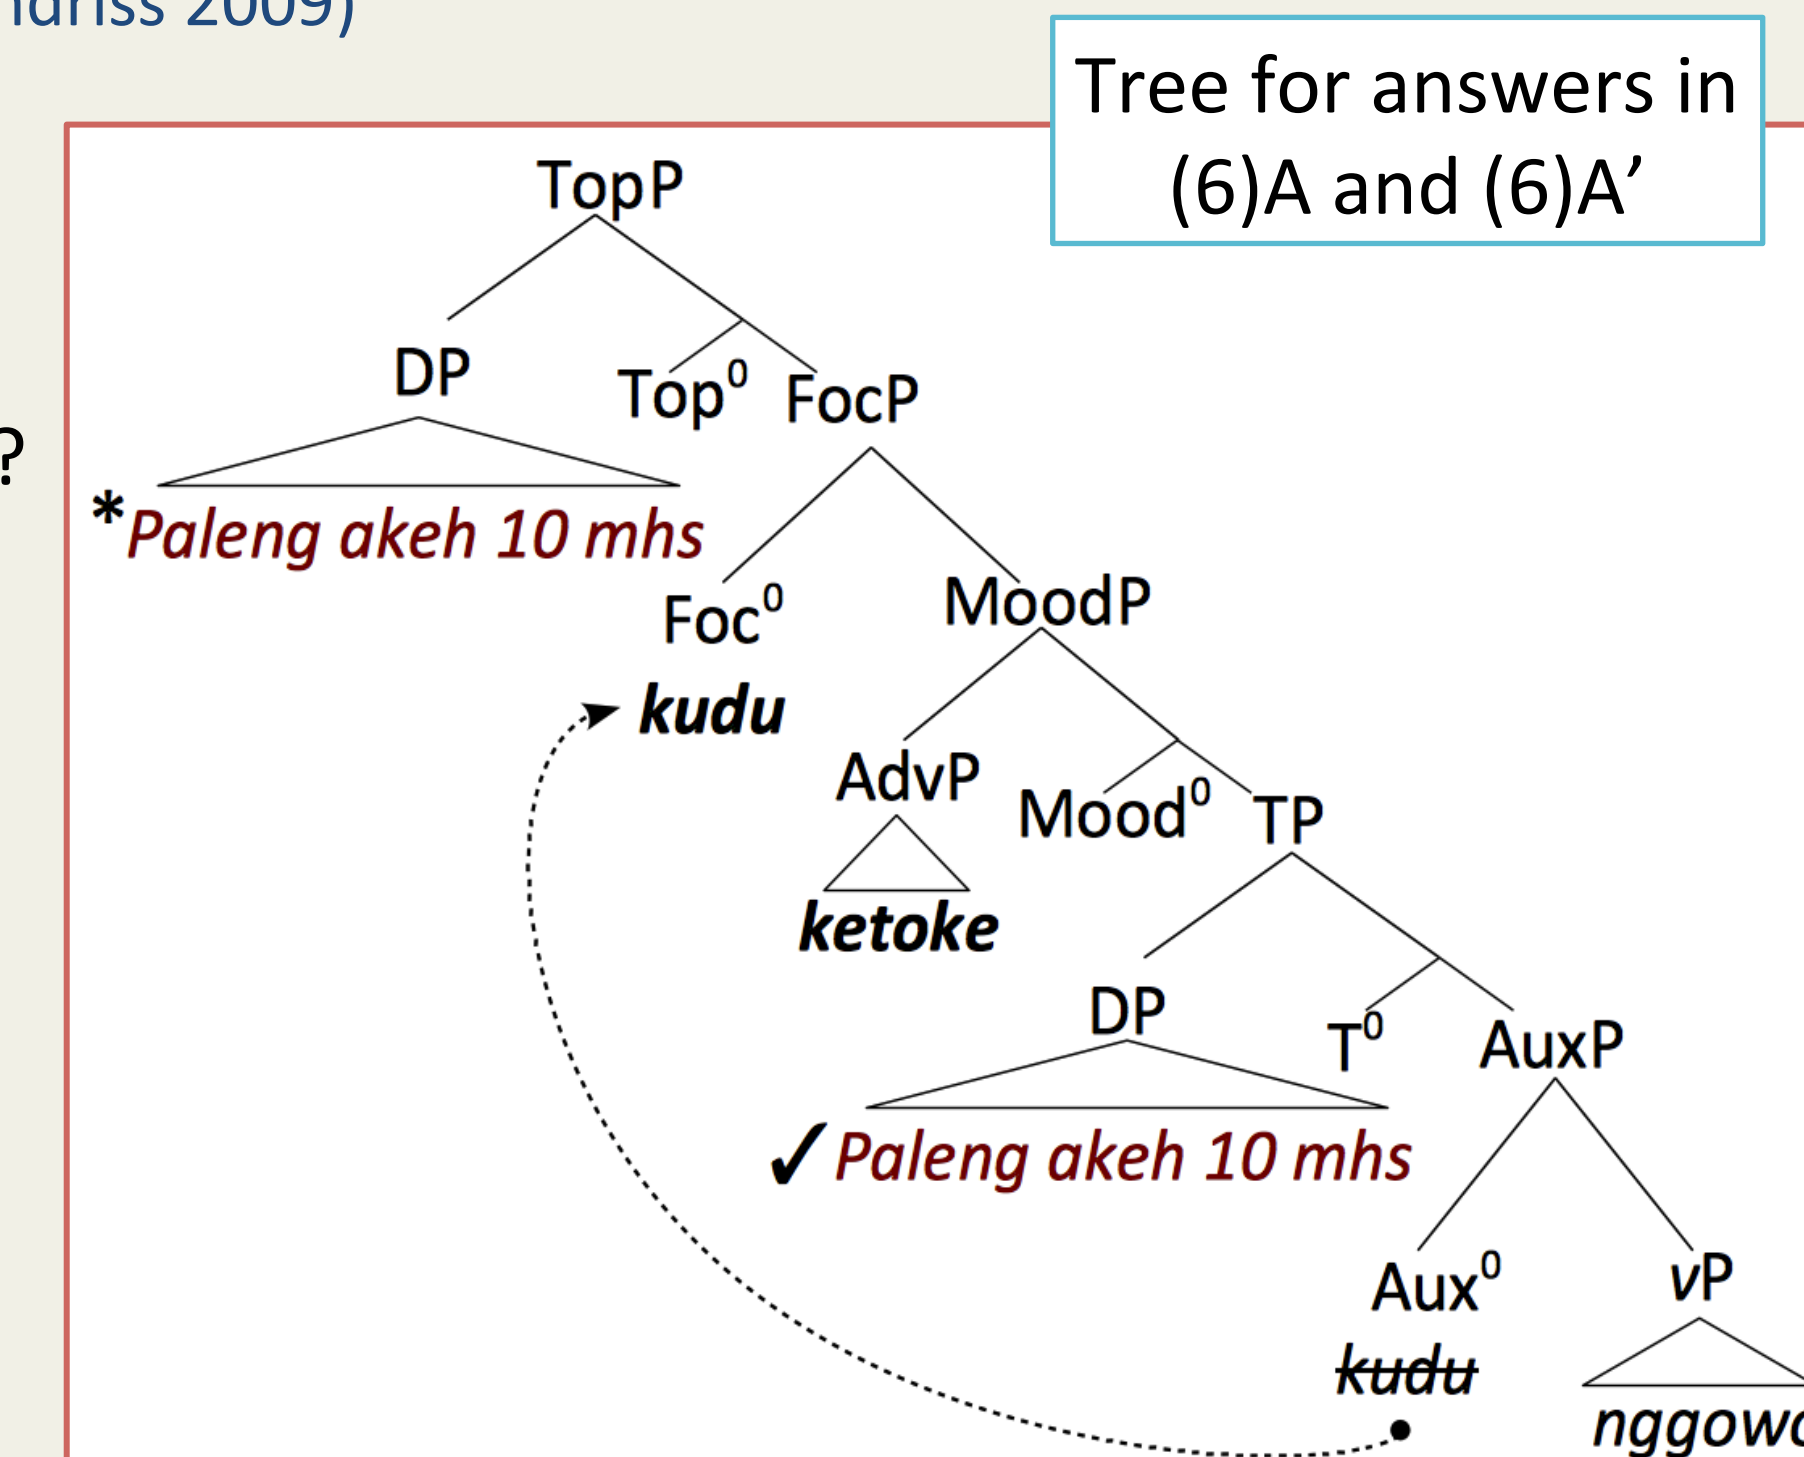 2009)
Tree for answers in
(6)A and (6)A’
?
TopP
DP
Top⁰ FocP
*Paleng akeh 10 mhs
Foc⁰ MoodP
kudu
AdvP Mood⁰ TP
ketoke
DP T⁰ AuxP
✓Paleng akeh 10 mhs
Aux⁰ vP
kudu